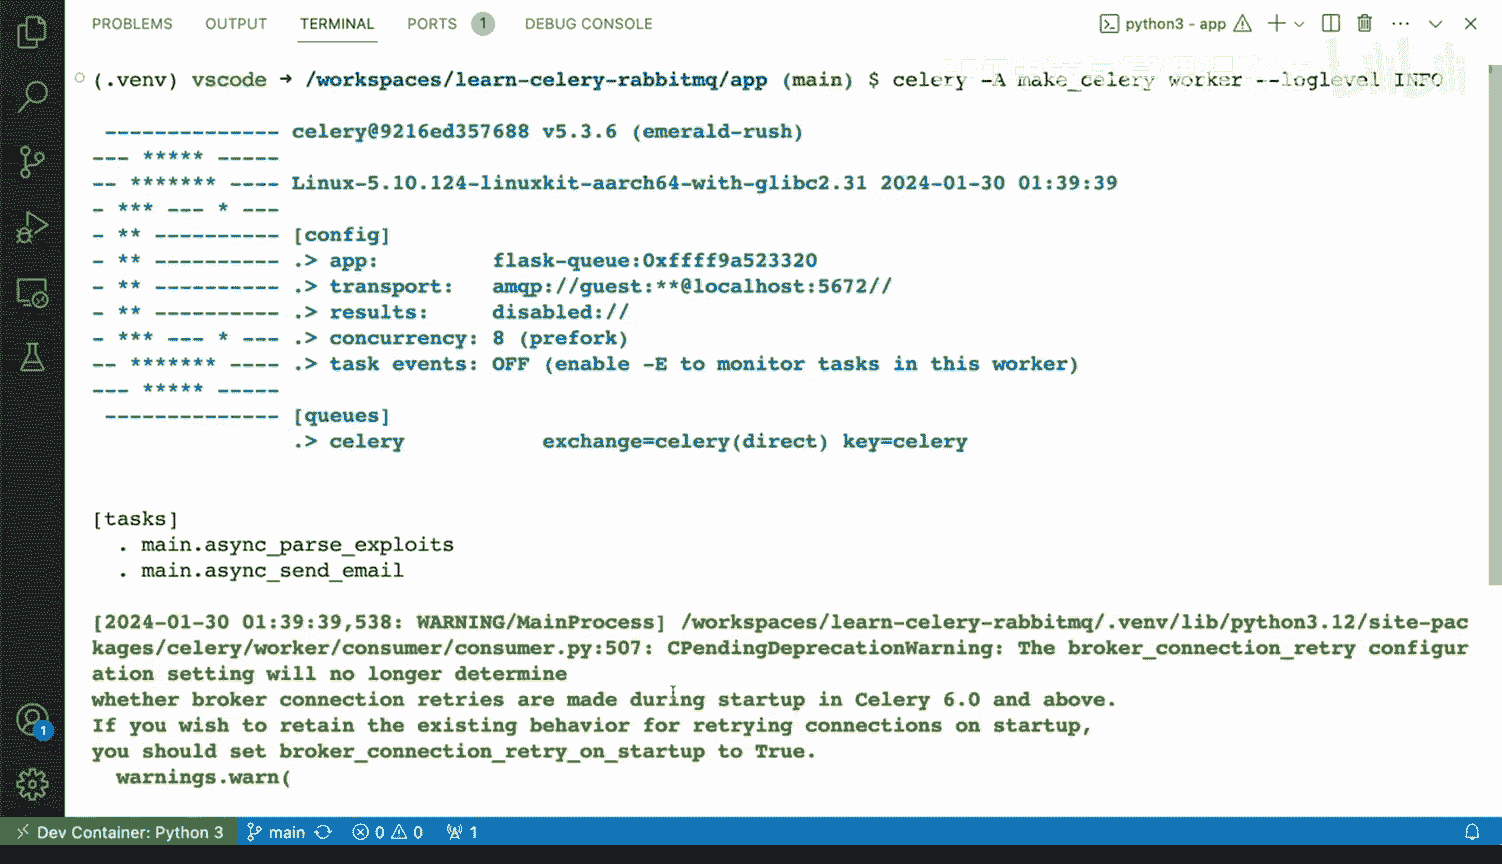 PROBLEMS OUTPUT TERMINAL PORTS 1 DEBUG CONSOLE python3 - app
(.venv) vscode → /workspaces/learn-celery-rabbitmq/app (main) $ celery -A make_celery worker --loglevel INFO
-------------- celery@9216ed357688 v5.3.6 (emerald-rush)
--- ***** -----
-- ******* ---- Linux-5.10.124-linuxkit-aarch64-with-glibc2.31 2024-01-30 01:39:39
- *** --- * ---
- ** ---------- [config]
- ** ---------- .> app: flask-queue:0xffff9a523320
- ** ---------- .> transport: amqp://guest:**@localhost:5672//
- ** ---------- .> results: disabled://
- *** --- * --- .> concurrency: 8 (prefork)
-- ******* ---- .> task events: OFF (enable -E to monitor tasks in this worker)
--- ***** -----
-------------- [queues]
.> celery exchange=celery(direct) key=celery
[tasks]
. main.async_parse_exploits
. main.async_send_email
[2024-01-30 01:39:39,538: WARNING/MainProcess] /workspaces/learn-celery-rabbitmq/.venv/lib/python3.12/site-pac
kages/celery/worker/consumer/consumer.py:507: CPendingDeprecationWarning: The broker_connection_retry configur
ation setting will no longer determine
whether broker connection retries are made during startup in Celery 6.0 and above.
If you wish to retain the existing behavior for retrying connections on startup,
you should set broker_connection_retry_on_startup to True.
warnings.warn(
1
Dev Container: Python 3 main 0 0 1